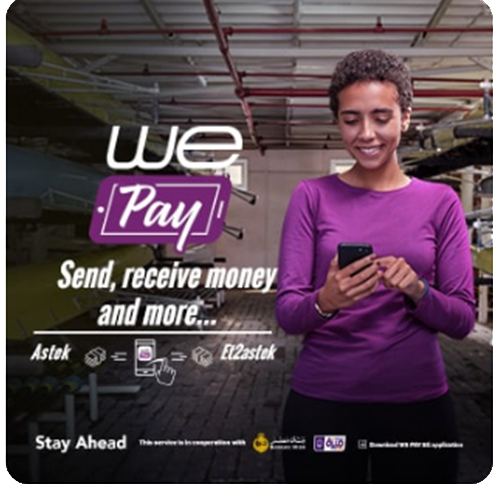 we
Pay
Send, receive money
and more...
Astek
Et2astek
Stay Ahead
This service is in cooperation with
Download WE PAY EG application